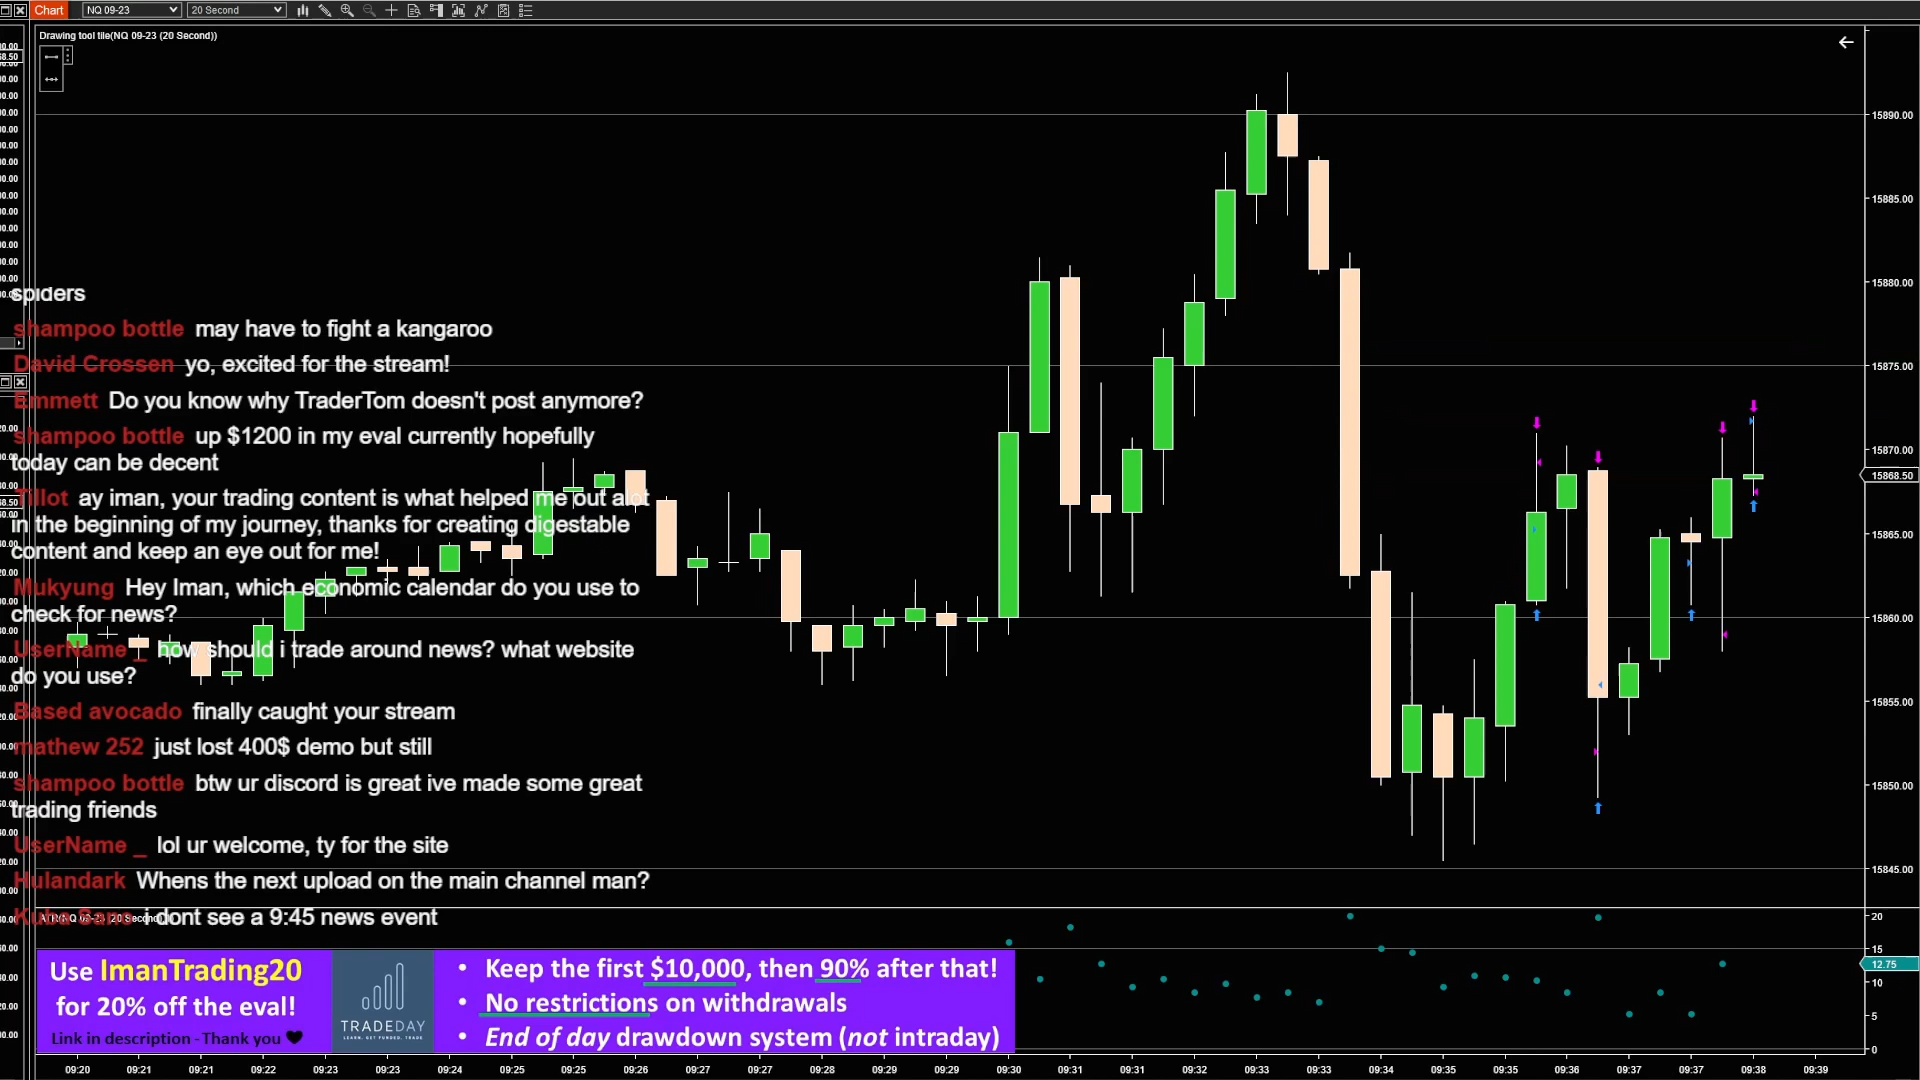 Chart
NQ 09-23
20 Second
Drawing tool tile(NQ 09-23 (20 Second))
spiders
shampoo bottle may have to fight a kangaroo
David Crossen yo, excited for the stream!
Emmett Do you know why TraderTom doesn't post anymore?
shampoo bottle up $1200 in my eval currently hopefully
today can be decent
Tillot ay iman, your trading content is what helped me out alot
in the beginning of my journey, thanks for creating digestable
content and keep an eye out for me!
Mukyung Hey Iman, which economic calendar do you use to
check for news?
UserName _ how should i trade around news? what website
do you use?
Based avocado finally caught your stream
mathew 252 just lost 400$ demo but still
shampoo bottle btw ur discord is great ive made some great
trading friends
UserName _ lol ur welcome, ty for the site
Hulandark Whens the next upload on the main channel man?
Kuba Sano i dont see a 9:45 news event
Use ImanTrading20
for 20% off the eval!
Link in description - Thank you
TRADEDAY
LEARN. GET FUNDED. TRADE
• Keep the first $10,000, then 90% after that!
• No restrictions on withdrawals
• End of day drawdown system (not intraday)
15890.00
15885.00
15880.00
15875.00
15870.00
15868.50
15865.00
15860.00
15855.00
15850.00
15845.00
20
15
12.75
10
5
0
09:20 09:21 09:21 09:22 09:23 09:23 09:24 09:25 09:25 09:26 09:27 09:27 09:28 09:29 09:29 09:30 09:31 09:31 09:32 09:33 09:33 09:34 09:35 09:35 09:36 09:37 09:37 09:38 09:39